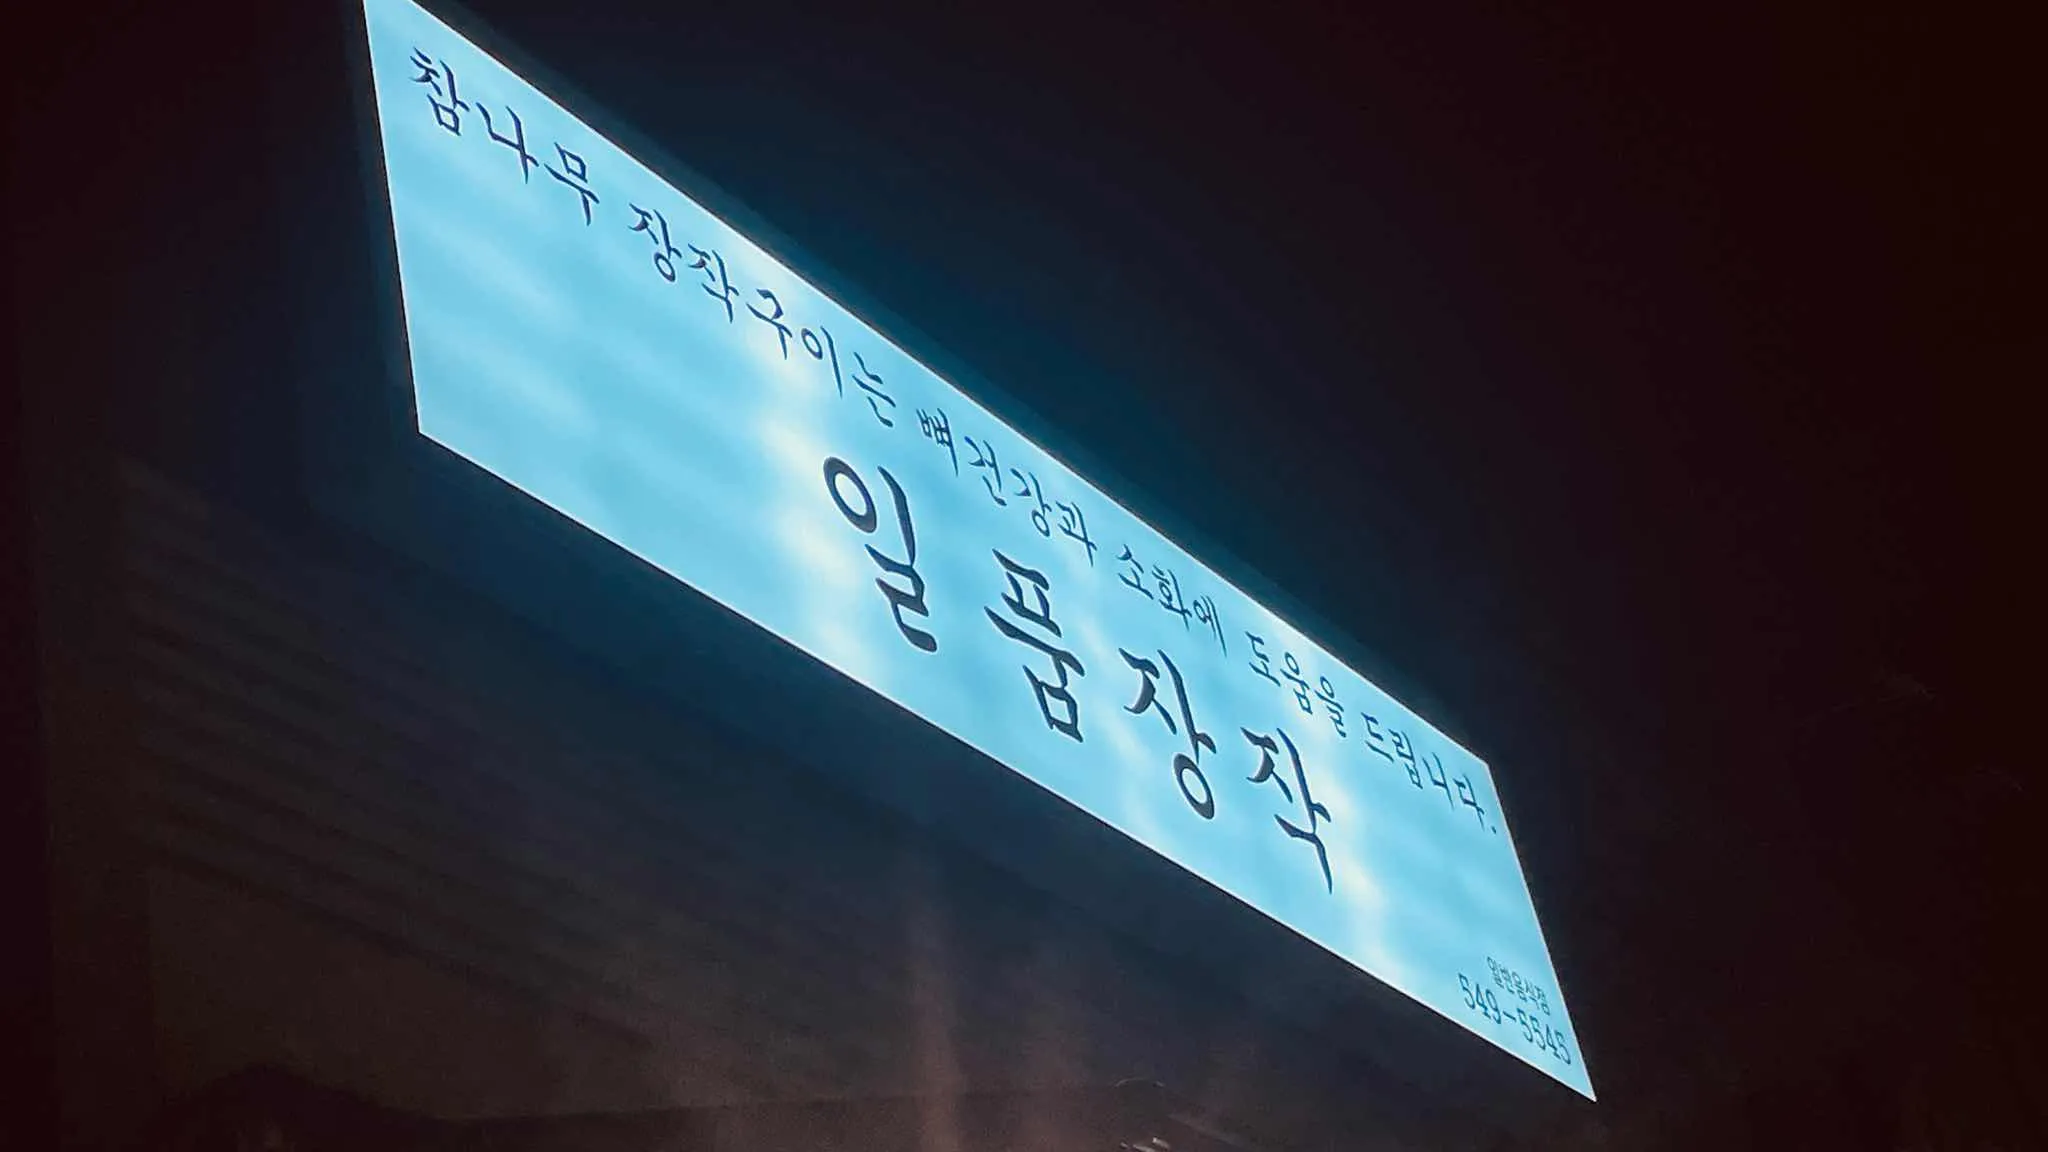 참나무 장작구이는 뼈건강과 소화에 도움을 드립니다.
일품장작
일반음식점
549-5545